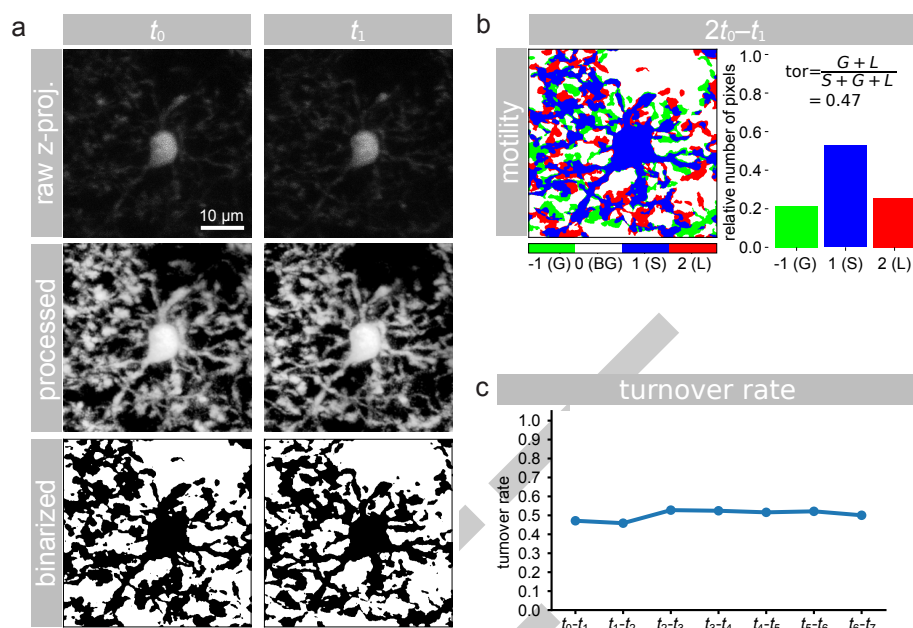 a
t0
t1
raw z-proj.
10 µm
processed
binarized
b
2t0–t1
motility
-1 (G) 0 (BG) 1 (S) 2 (L)
relative number of pixels
1.0
0.8
0.6
0.4
0.2
0.0
tor= G + L
S + G + L
= 0.47
-1 (G) 1 (S) 2 (L)
c
turnover rate
turnover rate
1.0
0.9
0.8
0.7
0.6
0.5
0.4
0.3
0.2
0.1
0.0
t0-t1 t1-t2 t2-t3 t3-t4 t4-t5 t5-t6 t6-t7